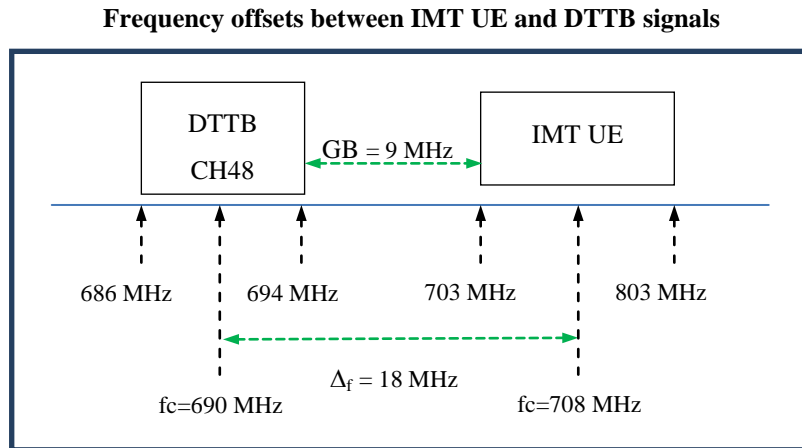 Frequency offsets between IMT UE and DTTB signals
DTTB
CH48
GB = 9 MHz
IMT UE
686 MHz
694 MHz
703 MHz
803 MHz
Δf = 18 MHz
fc=690 MHz
fc=708 MHz